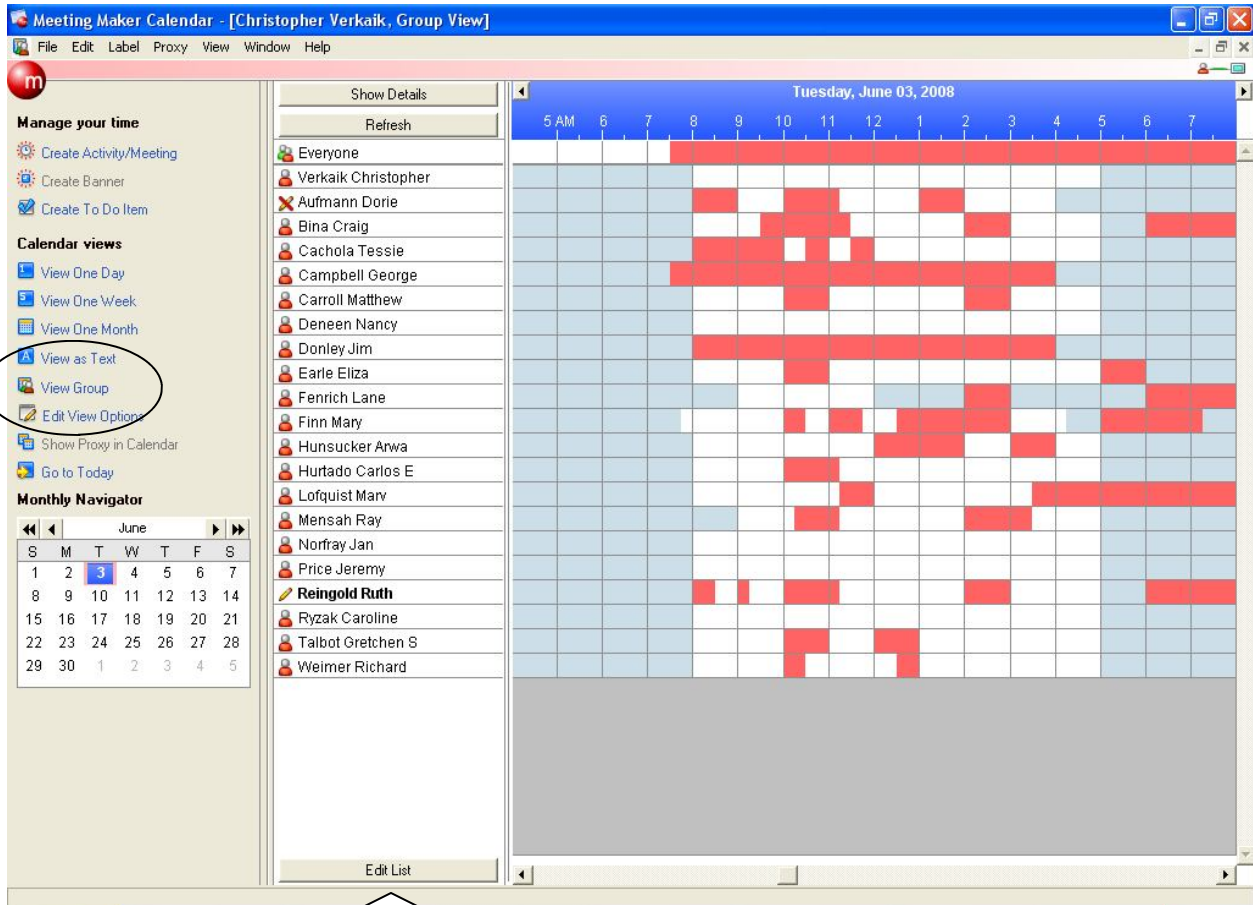 Meeting Maker Calendar - [Christopher Verkaik, Group View]
File Edit Label Proxy View Window Help
m
Manage your time
Create Activity/Meeting
Create Banner
Create To Do Item
Calendar views
View One Day
View One Week
View One Month
View as Text
View Group
Edit View Options
Show Proxy in Calendar
Go to Today
Monthly Navigator
June
S M T W T F S
1 2 3 4 5 6 7
8 9 10 11 12 13 14
15 16 17 18 19 20 21
22 23 24 25 26 27 28
29 30 1 2 3 4 5
Show Details
Refresh
Everyone
Verkaik Christopher
Aufmann Dorie
Bina Craig
Cachola Tessie
Campbell George
Carroll Matthew
Deneen Nancy
Donley Jim
Earle Eliza
Fenrich Lane
Finn Mary
Hunsucker Arwa
Hurtado Carlos E
Lofquist Marv
Mensah Ray
Norfray Jan
Price Jeremy
Reingold Ruth
Ryzak Caroline
Talbot Gretchen S
Weimer Richard
Edit List
Tuesday, June 03, 2008
5 AM 6 7 8 9 10 11 12 1 2 3 4 5 6 7